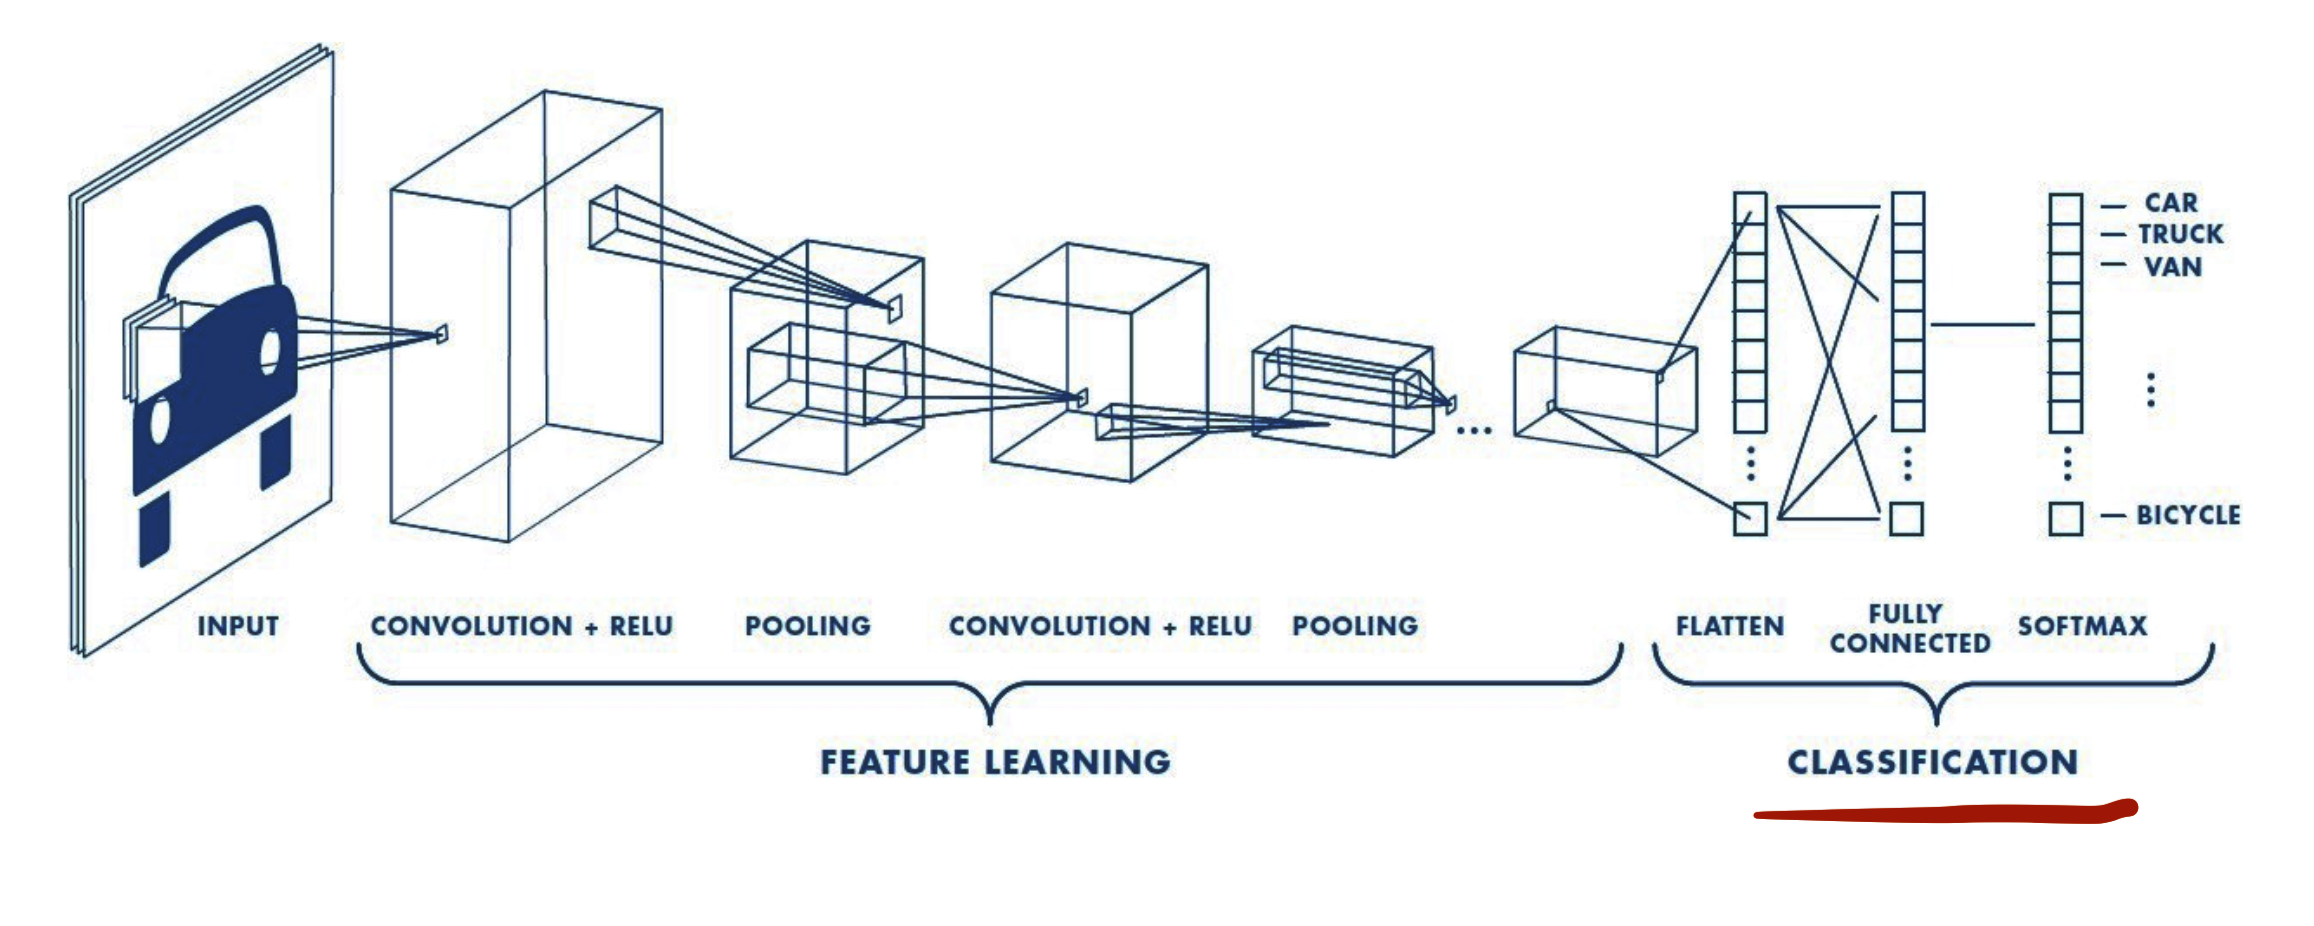 CAR
TRUCK
VAN
BICYCLE
INPUT
CONVOLUTION + RELU
POOLING
CONVOLUTION + RELU
POOLING
FLATTEN
FULLY
CONNECTED
SOFTMAX
FEATURE LEARNING
CLASSIFICATION